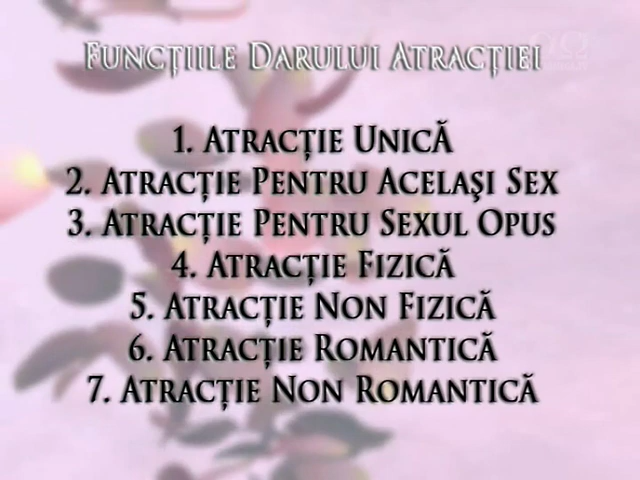 Funcțiile Darului Atracției
1. Atracție Unică
2. Atracție Pentru Același Sex
3. Atracție Pentru Sexul Opus
4. Atracție Fizică
5. Atracție Non Fizică
6. Atracție Romantică
7. Atracție Non Romantică